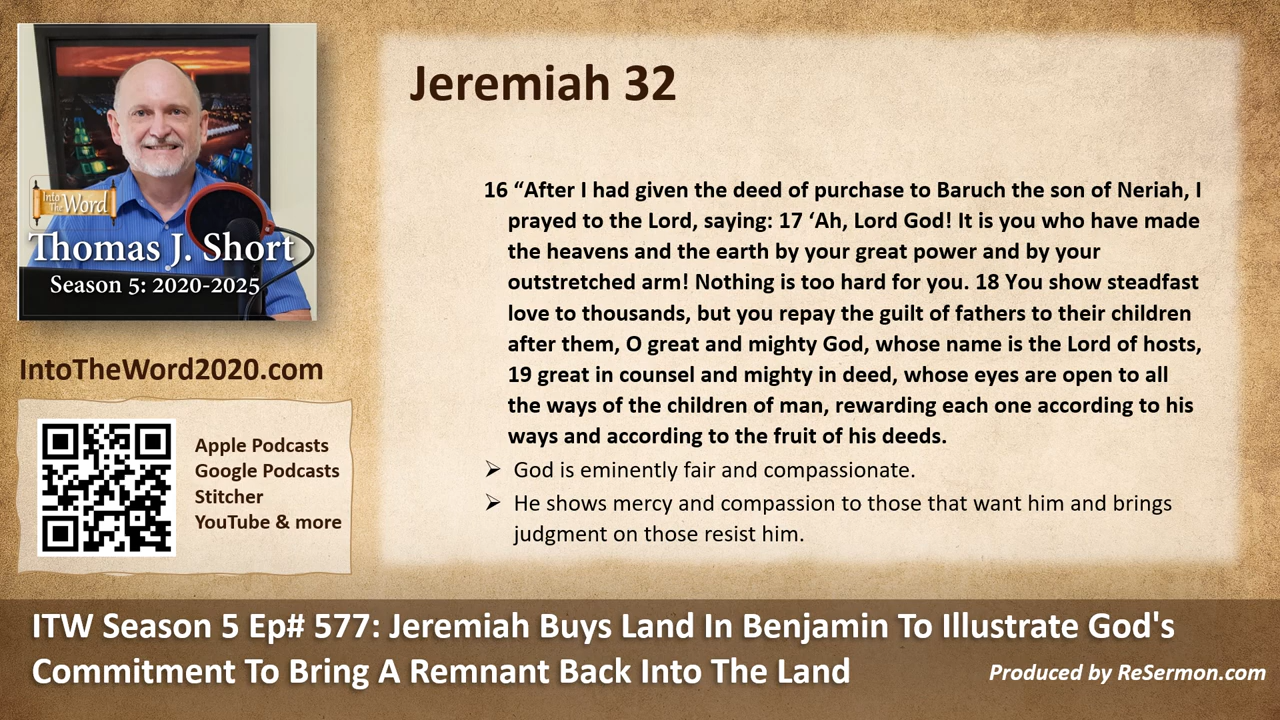 Into
The Word
Thomas J. Short
Season 5: 2020-2025
IntoTheWord2020.com
Apple Podcasts
Google Podcasts
Stitcher
YouTube & more
Jeremiah 32
16 “After I had given the deed of purchase to Baruch the son of Neriah, I
prayed to the Lord, saying: 17 ‘Ah, Lord God! It is you who have made
the heavens and the earth by your great power and by your
outstretched arm! Nothing is too hard for you. 18 You show steadfast
love to thousands, but you repay the guilt of fathers to their children
after them, O great and mighty God, whose name is the Lord of hosts,
19 great in counsel and mighty in deed, whose eyes are open to all
the ways of the children of man, rewarding each one according to his
ways and according to the fruit of his deeds.
➢ God is eminently fair and compassionate.
➢ He shows mercy and compassion to those that want him and brings
judgment on those resist him.
ITW Season 5 Ep# 577: Jeremiah Buys Land In Benjamin To Illustrate God's
Commitment To Bring A Remnant Back Into The Land
Produced by ReSermon.com